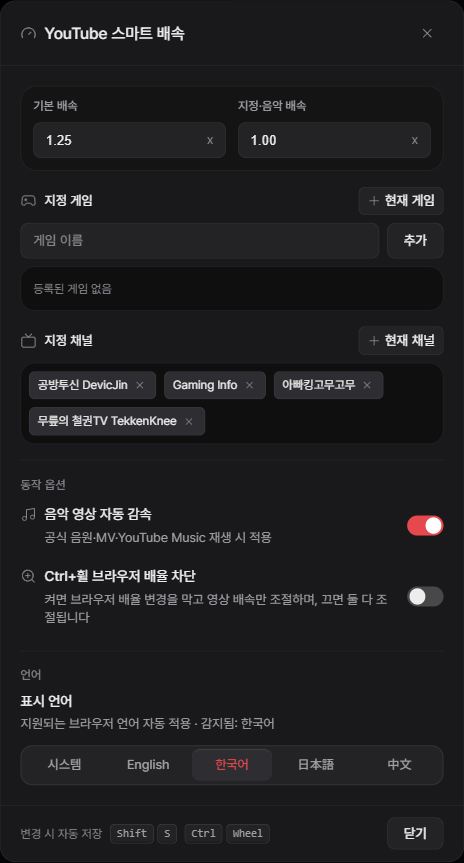 YouTube 스마트 배속
기본 배속 지정·음악 배속
1.25 x 1.00 x
지정 게임 + 현재 게임
게임 이름 추가
등록된 게임 없음
지정 채널 + 현재 채널
공방투신 DevicJin × Gaming Info × 아빠킹고무고무 ×
무릎의 철권TV TekkenKnee ×
동작 옵션
음악 영상 자동 감속
공식 음원·MV·YouTube Music 재생 시 적용
Ctrl+휠 브라우저 배율 차단
켜면 브라우저 배율 변경을 막고 영상 배속만 조절하며, 끄면 둘 다 조
절됩니다
언어
표시 언어
지원되는 브라우저 언어 자동 적용 · 감지됨: 한국어
시스템 English 한국어 日本語 中文
변경 시 자동 저장 Shift S Ctrl Wheel 닫기